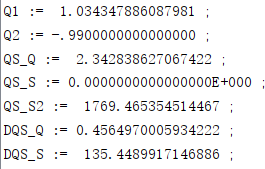 Q1 := 1.034347886087981 ;
Q2 := -.9900000000000000 ;
QS_Q := 2.342838627067422 ;
QS_S := 0.0000000000000000E+000 ;
QS_S2 := 1769.465354514467 ;
DQS_Q := 0.4564970005934222 ;
DQS_S := 135.4489917146886 ;